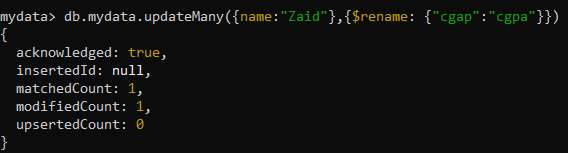 mydata> db.mydata.updateMany({name:"Zaid"},{$rename: {"cgap":"cgpa"}})
{
  acknowledged: true,
  insertedId: null,
  matchedCount: 1,
  modifiedCount: 1,
  upsertedCount: 0
}